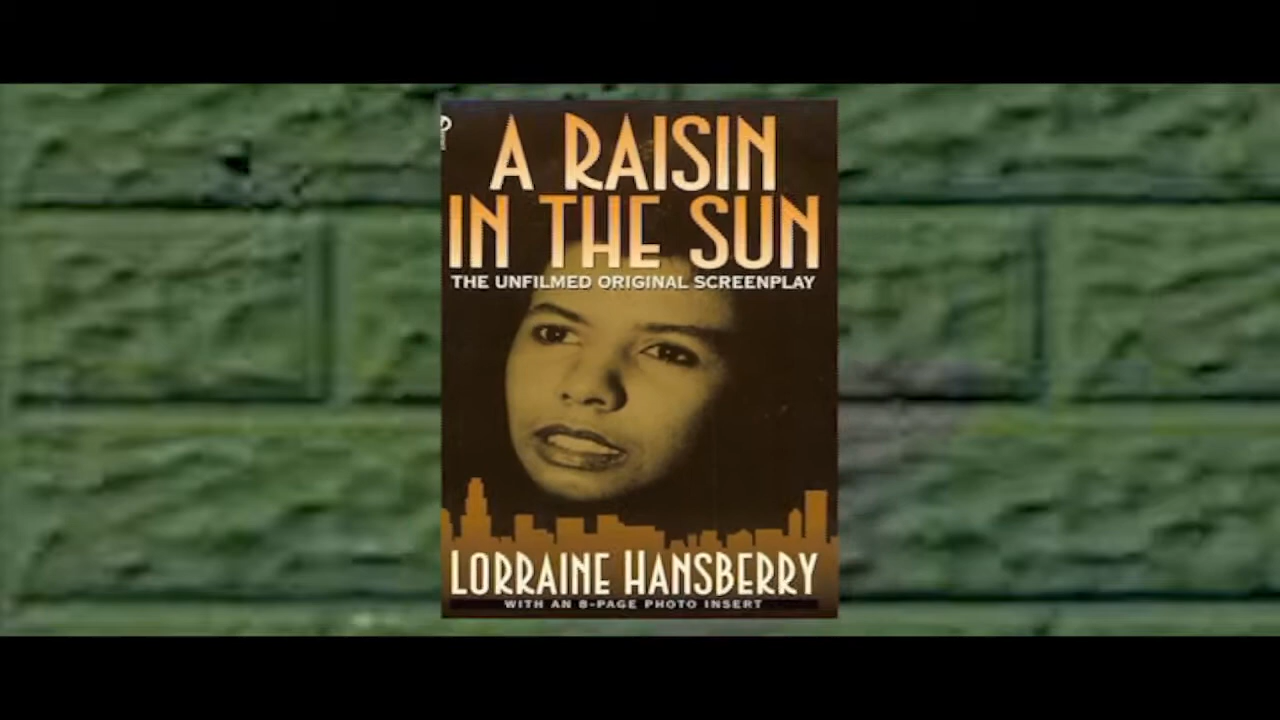 A RAISIN
IN THE SUN
THE UNFILMED ORIGINAL SCREENPLAY
LORRAINE HANSBERRY
WITH AN 8-PAGE PHOTO INSERT